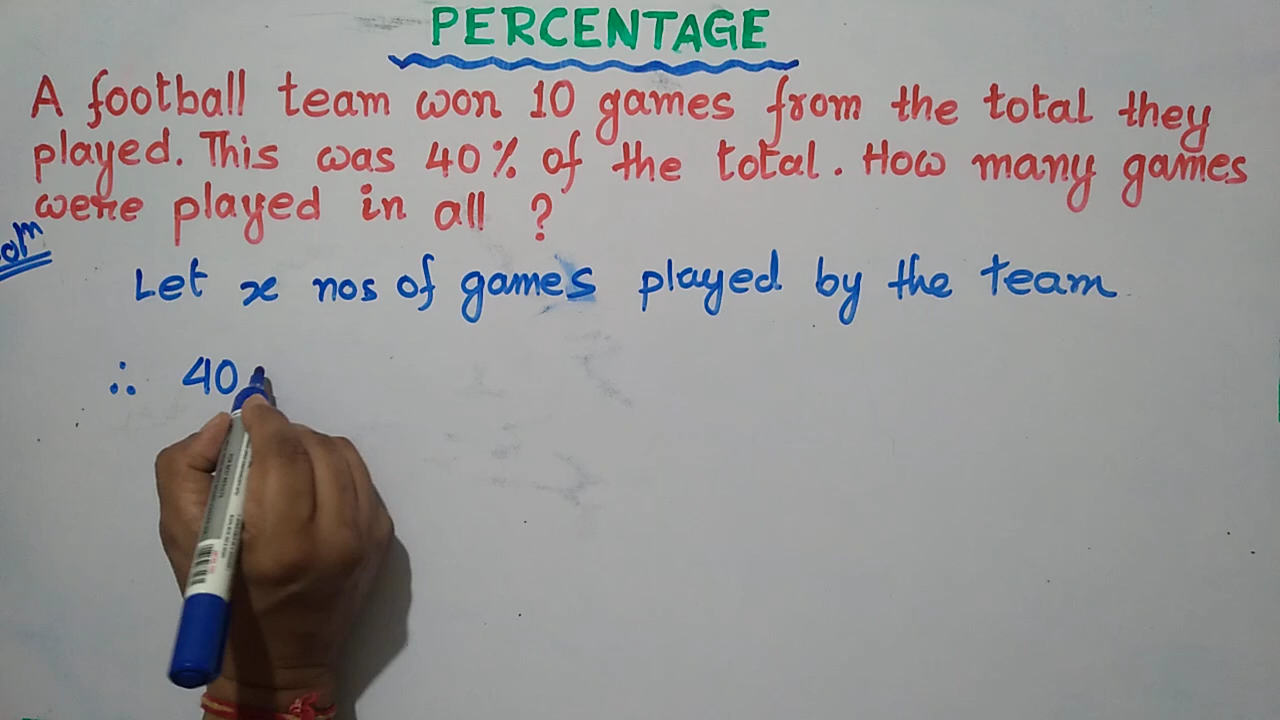 PERCENTAGE
A football team won 10 games from the total they
played. This was 40% of the total. How many games
were played in all ?
Let x nos of games played by the team
∴ 40